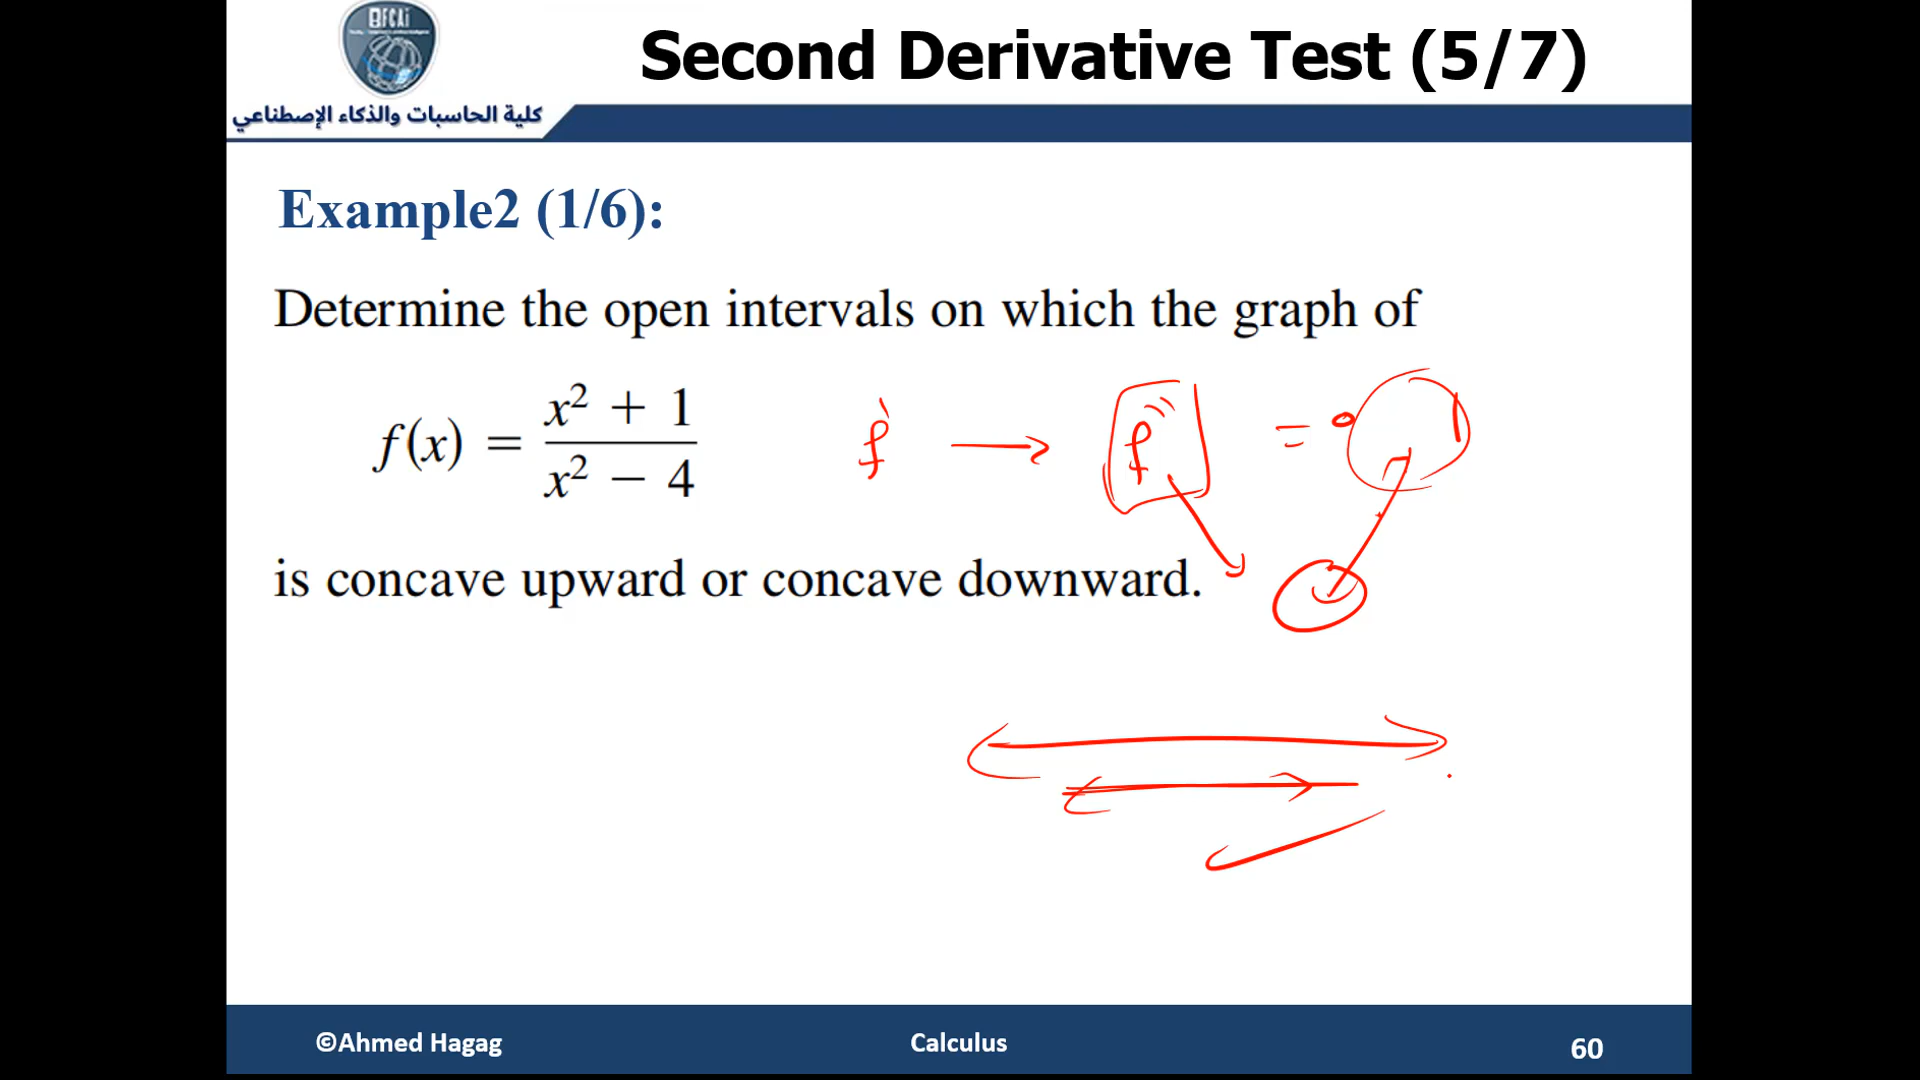 FCAi
Second Derivative Test (5/7)
كلية الحاسبات والذكاء الإصطناعي
Example2 (1/6):
Determine the open intervals on which the graph of
f(x) = (x² + 1)/(x² − 4)
f' → f'' = 0
is concave upward or concave downward.
©Ahmed Hagag
Calculus
60